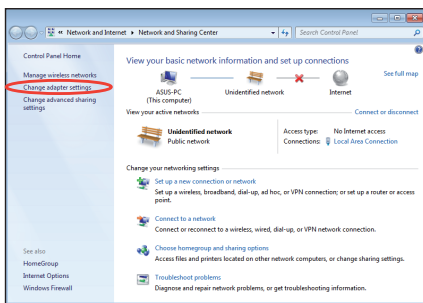 « Network and Internet ▸ Network and Sharing Center
Search Control Panel
Control Panel Home
Manage wireless networks
Change adapter settings
Change advanced sharing
settings
See also
HomeGroup
Internet Options
Windows Firewall
View your basic network information and set up connections
See full map
ASUS-PC
(This computer)
Unidentified network
Internet
View your active networks
Connect or disconnect
Unidentified network
Public network
Access type: No Internet access
Connections: Local Area Connection
Change your networking settings
Set up a new connection or network
Set up a wireless, broadband, dial-up, ad hoc, or VPN connection; or set up a router or access
point.
Connect to a network
Connect or reconnect to a wireless, wired, dial-up, or VPN network connection.
Choose homegroup and sharing options
Access files and printers located on other network computers, or change sharing settings.
Troubleshoot problems
Diagnose and repair network problems, or get troubleshooting information.